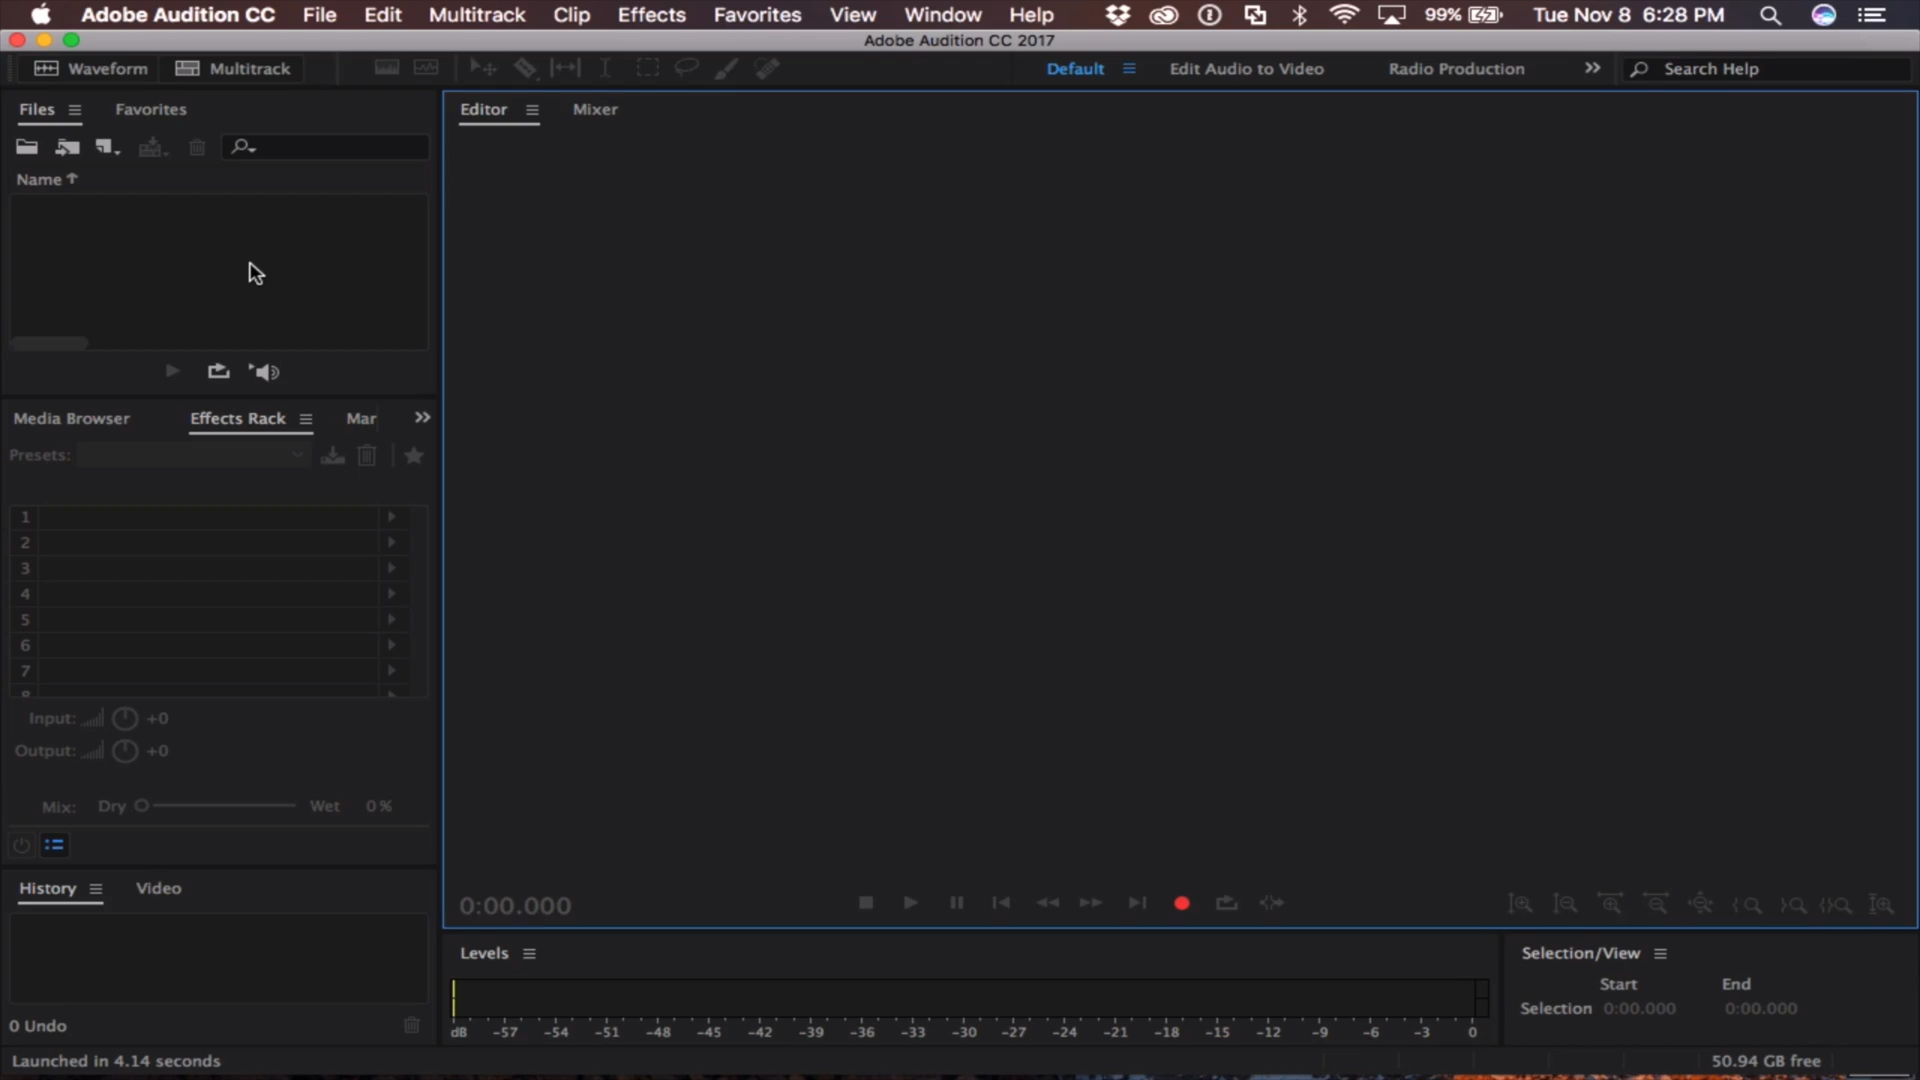 Adobe Audition CC File Edit Multitrack Clip Effects Favorites View Window Help 99% Tue Nov 8 6:28 PM
Adobe Audition CC 2017
Waveform Multitrack Default Edit Audio to Video Radio Production Search Help
Files Favorites
Editor Mixer
Name
Media Browser Effects Rack Mar
Presets:
1
2
3
4
5
6
7
8
Input: +0
Output: +0
Mix: Dry Wet 0 %
History Video
0:00.000
Levels
Selection/View
Start End
Selection 0:00.000 0:00.000
0 Undo
dB -57 -54 -51 -48 -45 -42 -39 -36 -33 -30 -27 -24 -21 -18 -15 -12 -9 -6 -3 0
Launched in 4.14 seconds
50.94 GB free